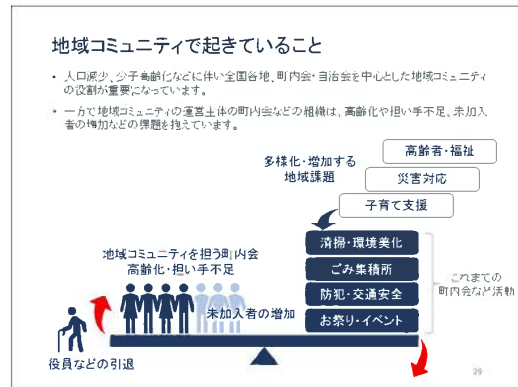 地域コミュニティで起きていること
• 人口減少、少子高齢化などに伴い全国各地、町内会・自治会を中心とした地域コミュニティ
の役割が重要になっています。
• 一方で地域コミュニティの運営主体の町内会などの組織は、高齢化や担い手不足、未加入
者の増加などの課題を抱えています。
多様化・増加する
地域課題
高齢者・福祉
災害対応
子育て支援
清掃・環境美化
ごみ集積所
防犯・交通安全
お祭り・イベント
これまでの
町内会など活動
地域コミュニティを担う町内会
高齢化・担い手不足
未加入者の増加
役員などの引退
29